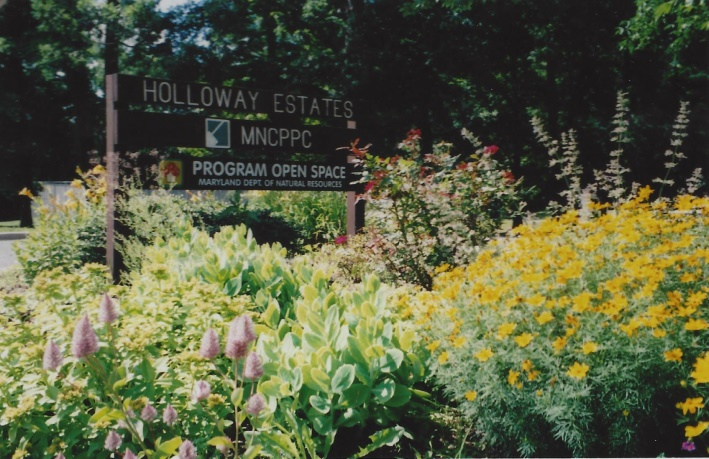 HOLLOWAY ESTATES
MNCPPC
PROGRAM OPEN SPACE
MARYLAND DEPT. OF NATURAL RESOURCES